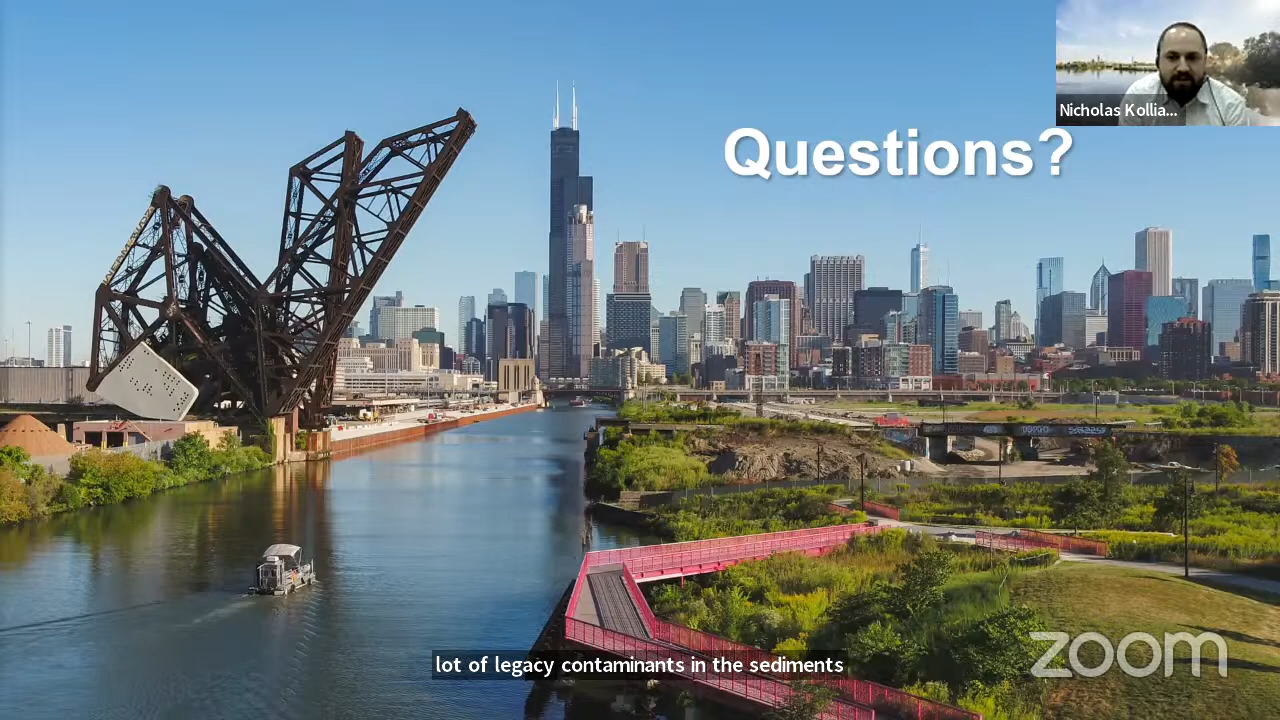 Nicholas Kollia...
Questions?
lot of legacy contaminants in the sediments
zoom